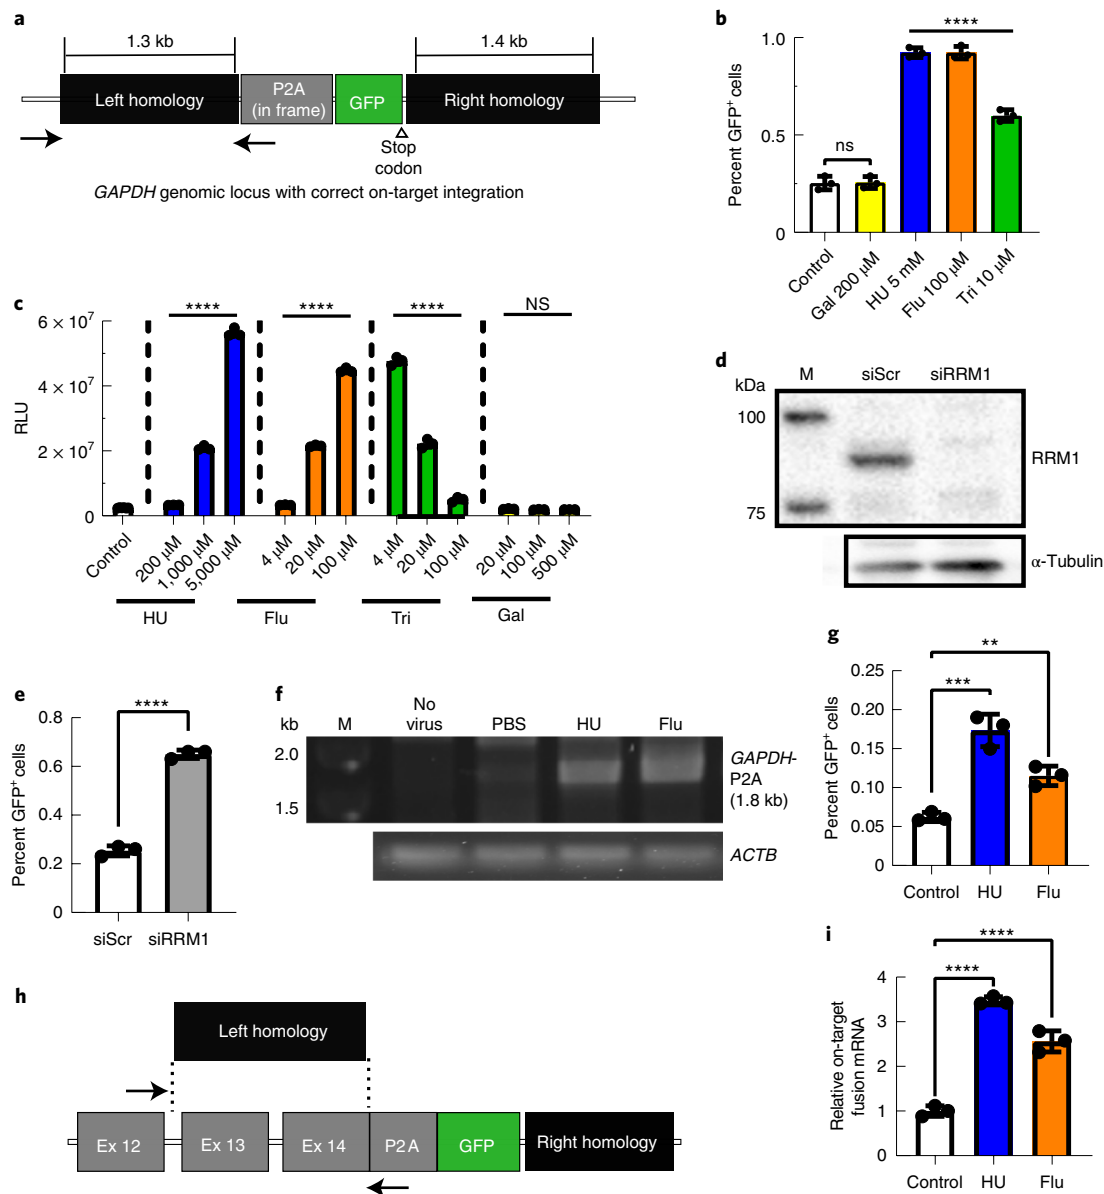 a
1.3 kb
1.4 kb
Left homology
P2A
(in frame)
GFP
Right homology
Stop
codon
GAPDH genomic locus with correct on-target integration
b
Percent GFP+ cells
1.0
0.5
0
ns
****
Control
Gal 200 µM
HU 5 mM
Flu 100 µM
Tri 10 µM
c
RLU
6 × 10^7
4 × 10^7
2 × 10^7
0
****
****
****
NS
Control
200 µM
1,000 µM
5,000 µM
4 µM
20 µM
100 µM
4 µM
20 µM
100 µM
20 µM
100 µM
500 µM
HU
Flu
Tri
Gal
d
kDa
M
siScr
siRRM1
100
75
RRM1
α-Tubulin
e
Percent GFP+ cells
0.8
0.6
0.4
0.2
0
****
siScr
siRRM1
f
kb
M
No
virus
PBS
HU
Flu
2.0
1.5
GAPDH-
P2A
(1.8 kb)
ACTB
g
Percent GFP+ cells
0.25
0.20
0.15
0.10
0.05
0
**
***
Control
HU
Flu
h
Left homology
Ex 12
Ex 13
Ex 14
P2A
GFP
Right homology
i
Relative on-target
fusion mRNA
4
3
2
1
0
****
****
Control
HU
Flu